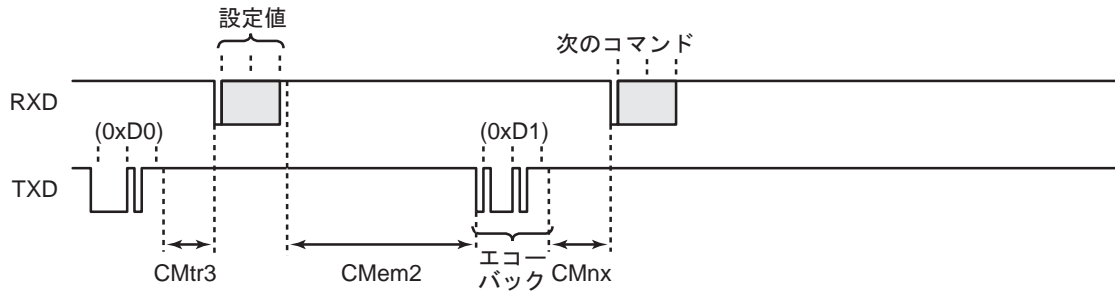 設定値
次のコマンド
RXD
(0xD0)
(0xD1)
TXD
CMtr3
CMem2
エコー
バック
CMnx